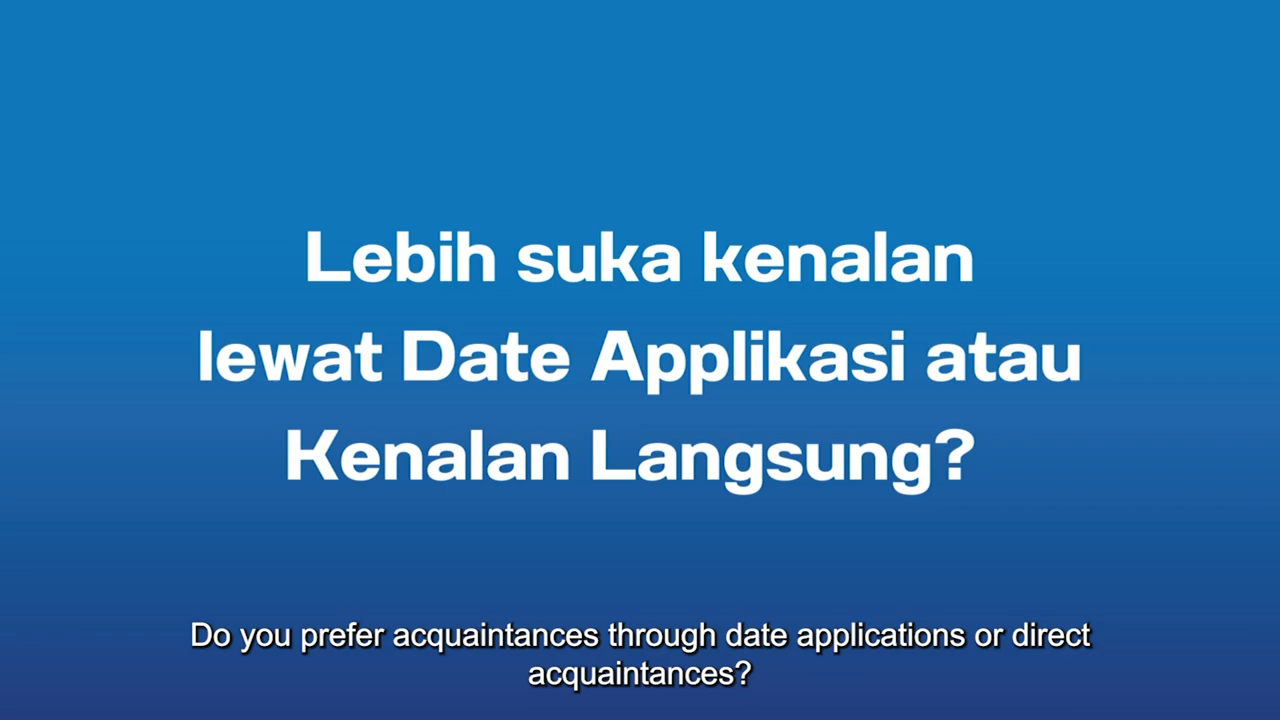 Lebih suka kenalan
lewat Date Applikasi atau
Kenalan Langsung?
Do you prefer acquaintances through date applications or direct
acquaintances?